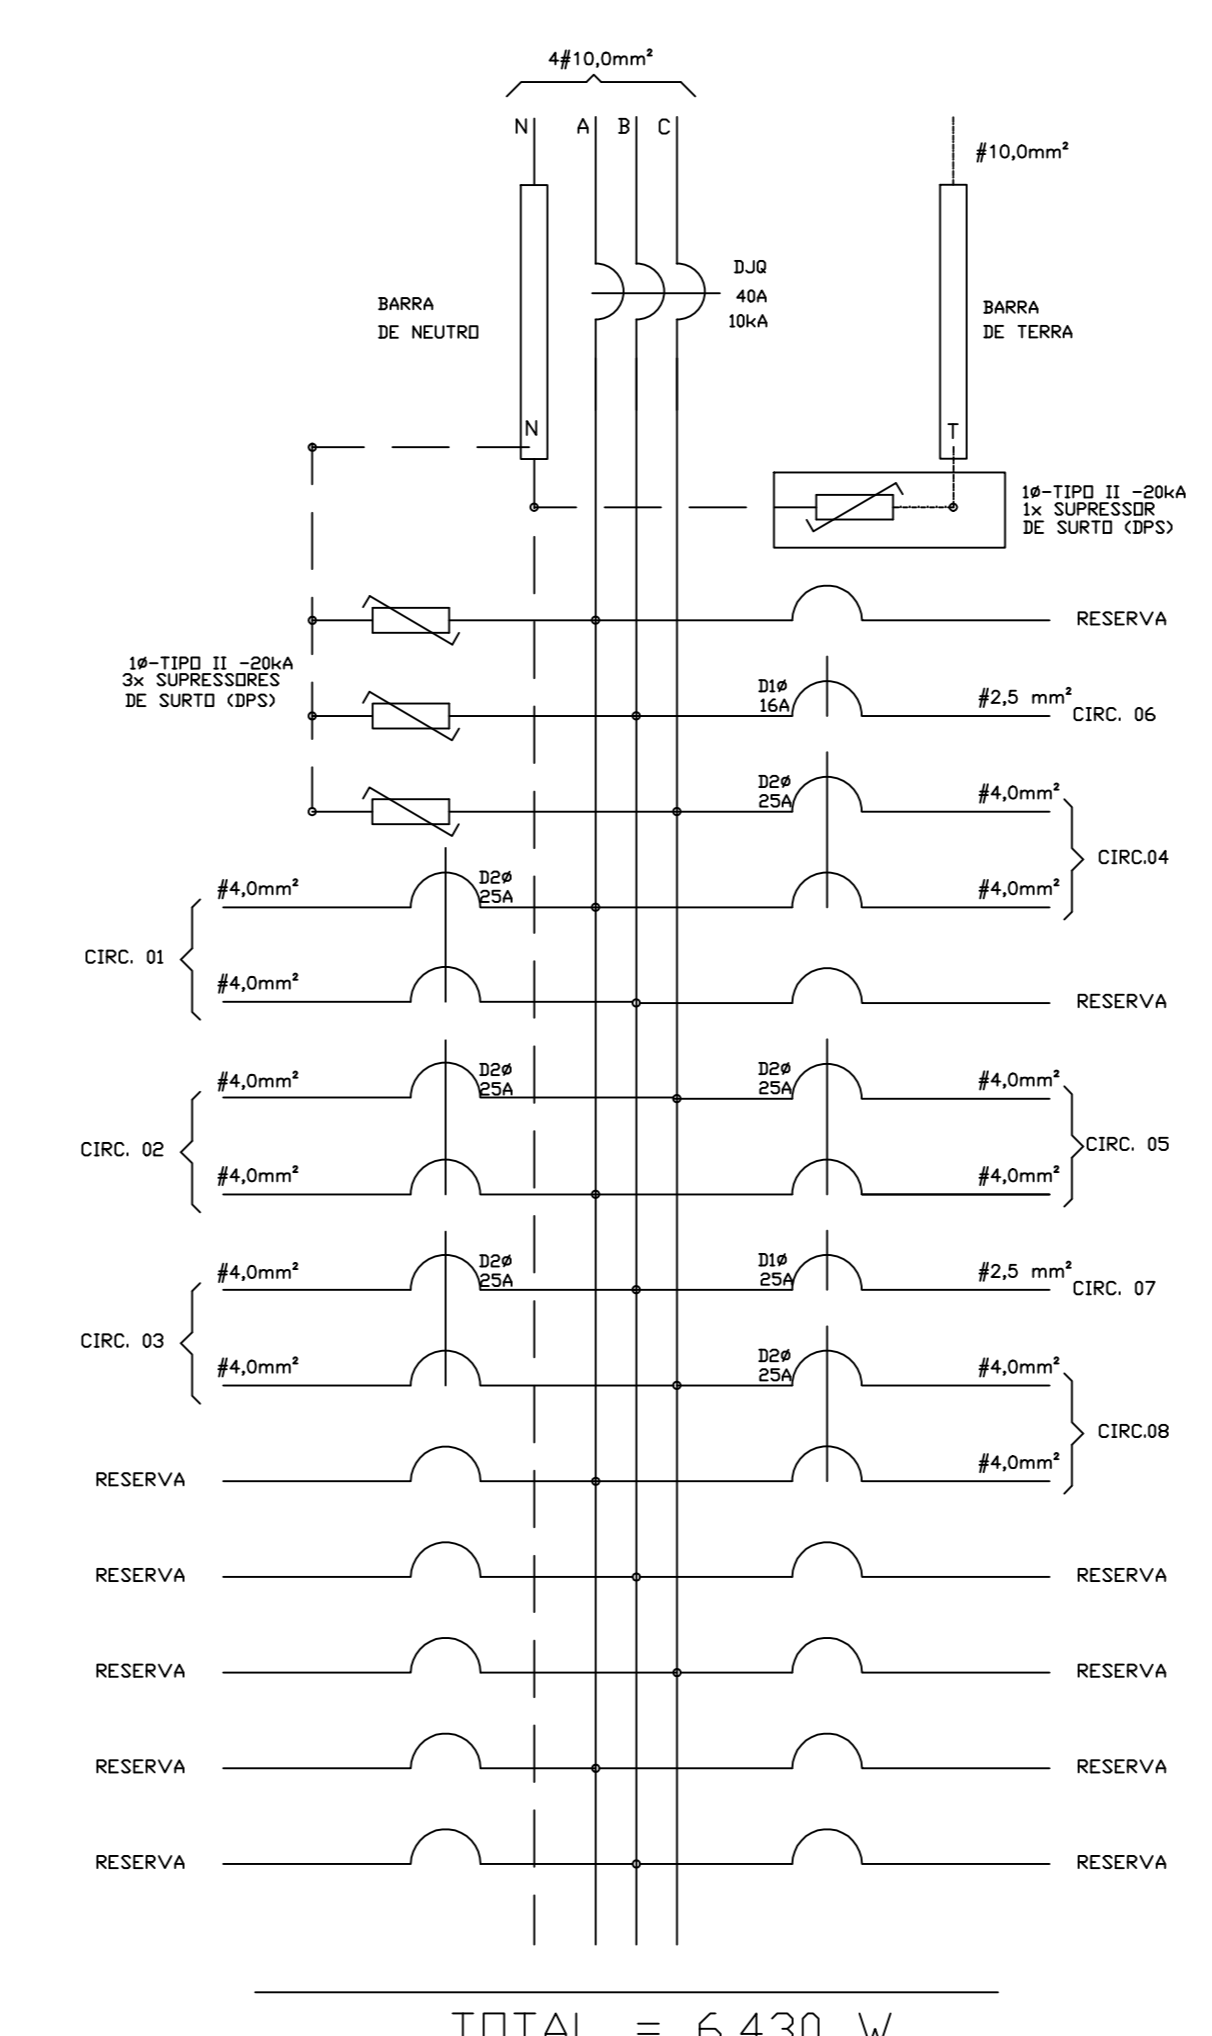 4#10,0mm²
N A B C
#10,0mm²
DJQ
40A
10kA
BARRA
DE NEUTRO
BARRA
DE TERRA
N
T
1ø-TIPO II -20kA
1x SUPRESSOR
DE SURTO (DPS)
RESERVA
1ø-TIPO II -20kA
3x SUPRESSORES
DE SURTO (DPS)
D1ø
16A
#2,5 mm²
CIRC. 06
D2ø
25A
#4,0mm²
CIRC.04
#4,0mm²
#4,0mm²
D2ø
25A
CIRC. 01
#4,0mm²
RESERVA
#4,0mm²
D2ø
25A
CIRC. 02
#4,0mm²
D2ø
25A
#4,0mm²
CIRC. 05
#4,0mm²
#4,0mm²
D2ø
25A
CIRC. 03
#4,0mm²
D1ø
25A
#2,5 mm²
CIRC. 07
D2ø
25A
#4,0mm²
CIRC.08
#4,0mm²
RESERVA
RESERVA
RESERVA
RESERVA
RESERVA
RESERVA
RESERVA
RESERVA
RESERVA
TOTAL = 6.430 W